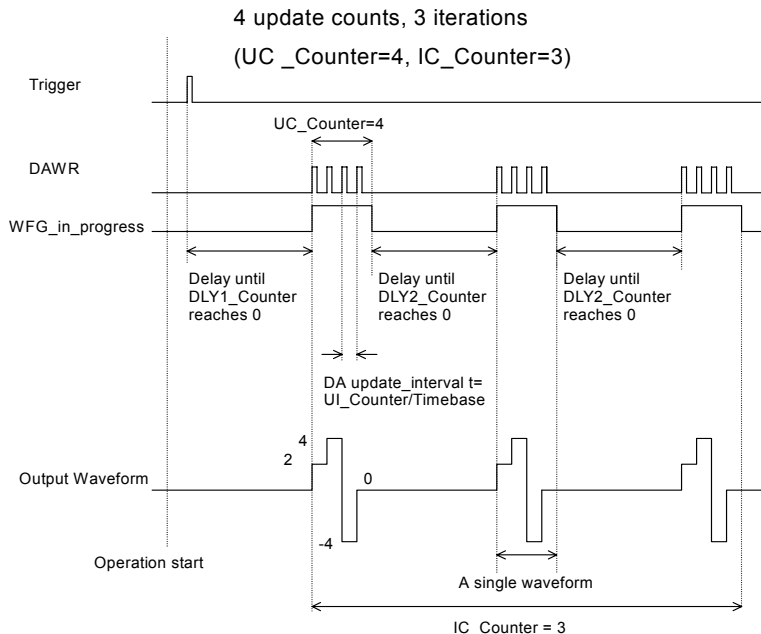 4 update counts, 3 iterations
(UC _Counter=4, IC_Counter=3)
Trigger
UC_Counter=4
DAWR
WFG_in_progress
Delay until
DLY1_Counter
reaches 0
Delay until
DLY2_Counter
reaches 0
Delay until
DLY2_Counter
reaches 0
DA update_interval t=
UI_Counter/Timebase
4
2
0
Output Waveform
-4
Operation start
A single waveform
IC_Counter = 3